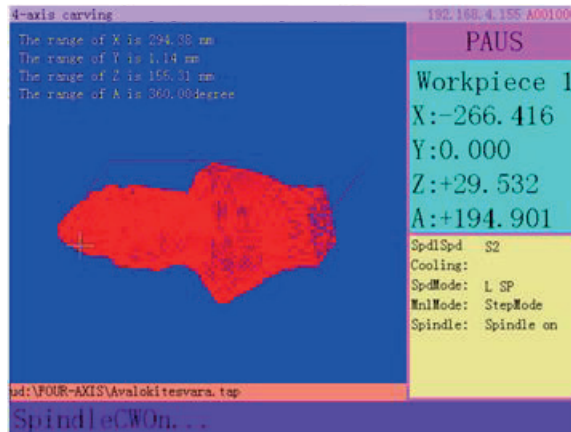 4-axis carving
192.168.4.155 A00100
The range of X is 294.38 mm
The range of Y is 1.14 mm
The range of Z is 156.31 mm
The range of A is 360.00degree
PAUS
Workpiece 1
X:-266.416
Y:0.000
Z:+29.532
A:+194.901
SpdlSpd S2
Cooling:
SpdMode: L SP
MnlMode: StepMode
Spindle: Spindle on
ud:\FOUR-AXIS\Avalokitesvara.tap
SpindleCWOn...